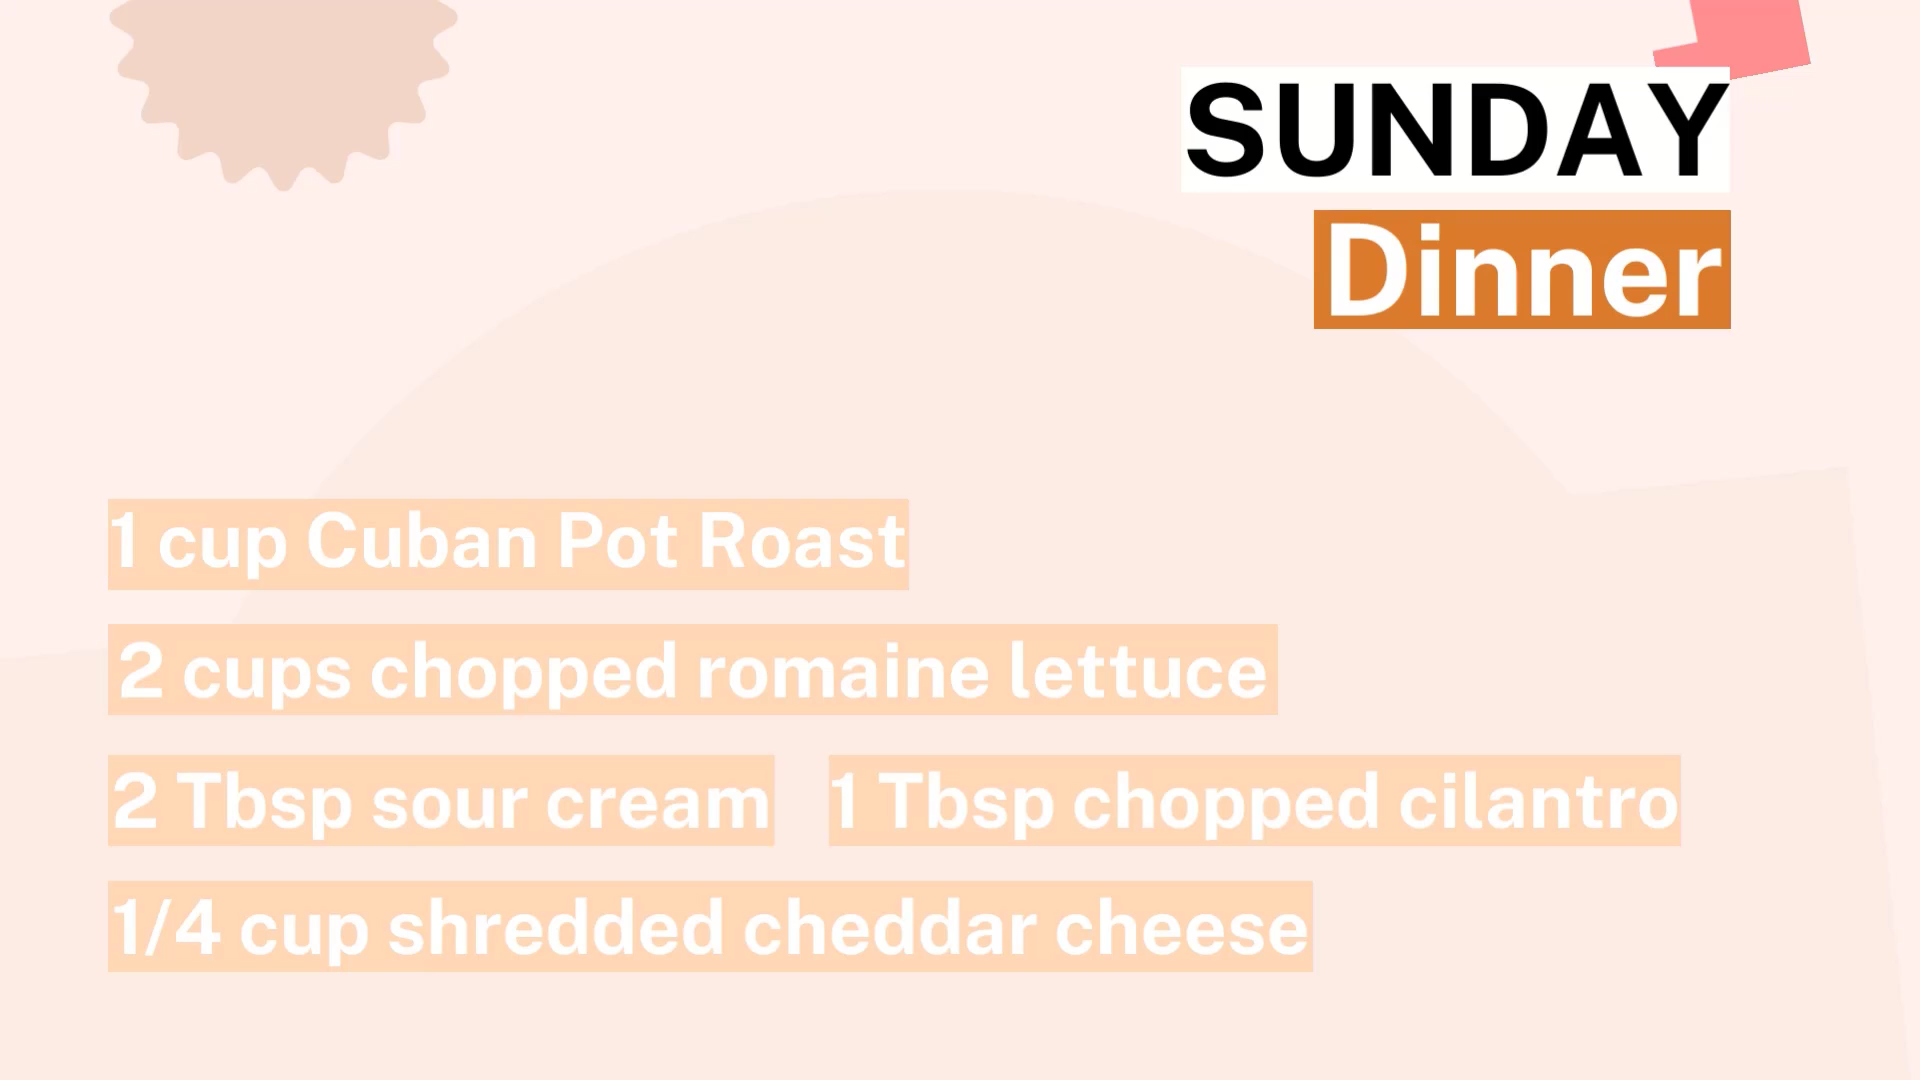 SUNDAY
Dinner
1 cup Cuban Pot Roast
2 cups chopped romaine lettuce
2 Tbsp sour cream 1 Tbsp chopped cilantro
1/4 cup shredded cheddar cheese